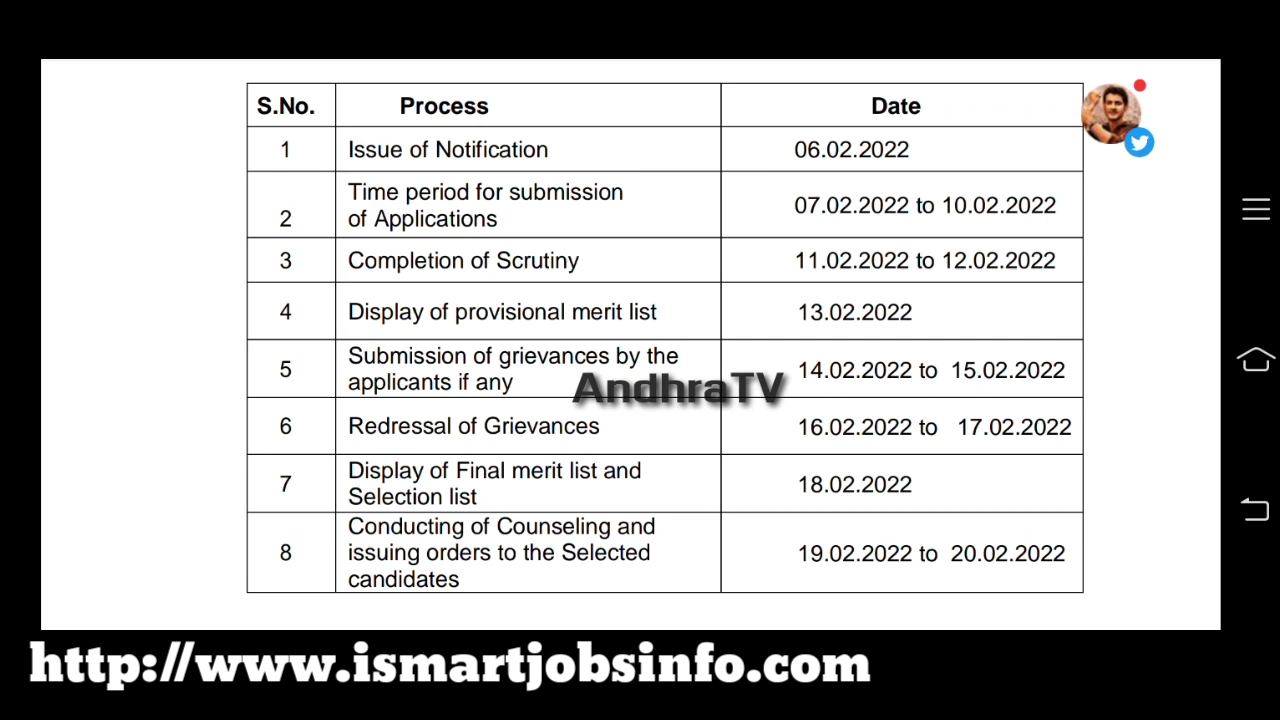 S.No. Process Date
1 Issue of Notification 06.02.2022
2 Time period for submission
of Applications 07.02.2022 to 10.02.2022
3 Completion of Scrutiny 11.02.2022 to 12.02.2022
4 Display of provisional merit list 13.02.2022
5 Submission of grievances by the
applicants if any 14.02.2022 to 15.02.2022
AndhraTV
6 Redressal of Grievances 16.02.2022 to 17.02.2022
7 Display of Final merit list and
Selection list 18.02.2022
8 Conducting of Counseling and
issuing orders to the Selected
candidates 19.02.2022 to 20.02.2022
http://www.ismartjobsinfo.com